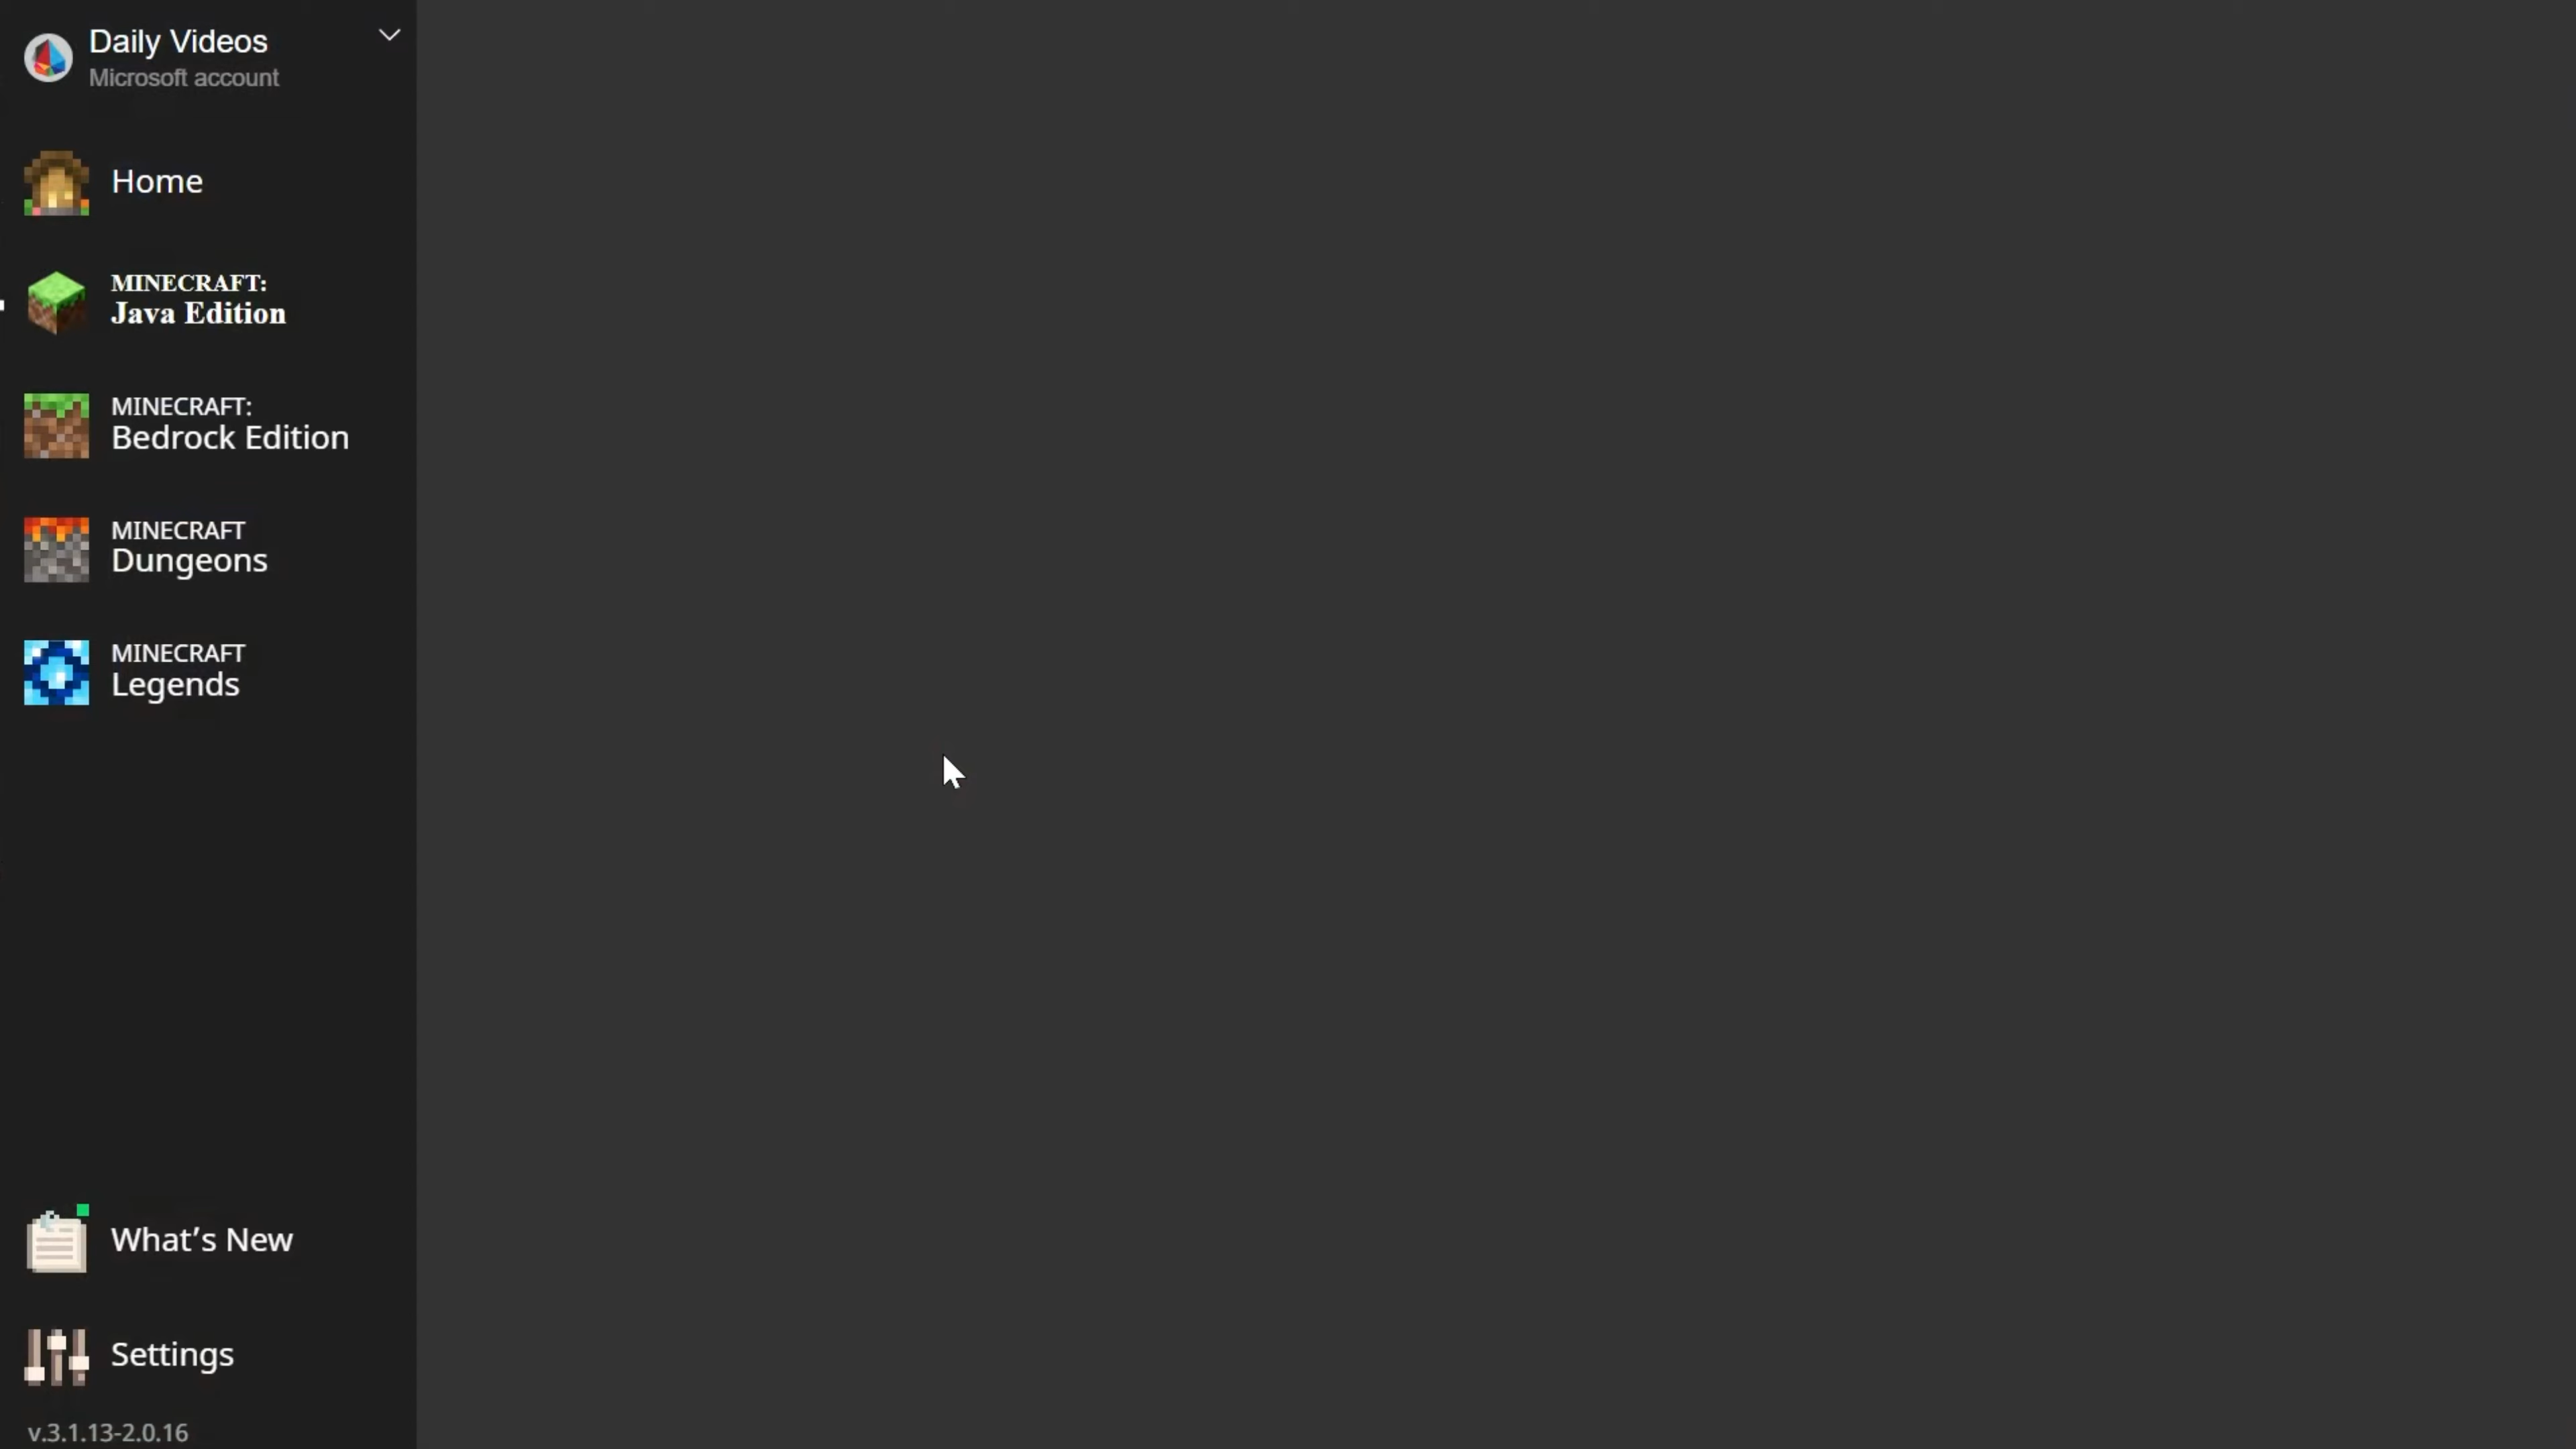 Daily Videos
Microsoft account
Home
MINECRAFT:
Java Edition
MINECRAFT:
Bedrock Edition
MINECRAFT
Dungeons
MINECRAFT
Legends
What’s New
Settings
v.3.1.13-2.0.16